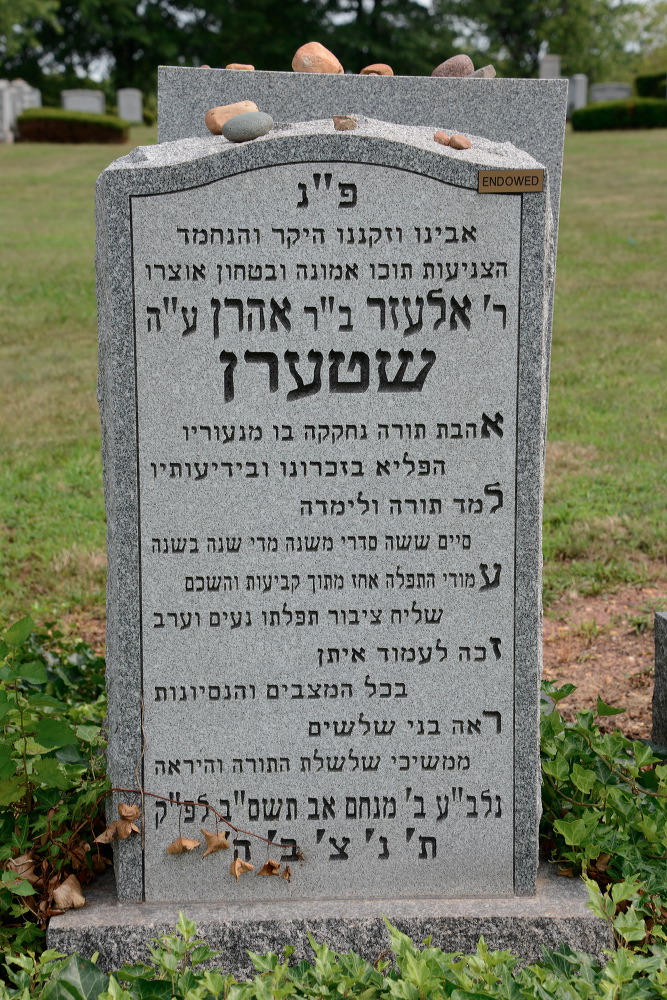 ENDOWED
פ"נ
אבינו וזקננו היקר והנחמד
הצניעות תוכו אמונה ובטחון אוצרו
ר' אלעזר ב"ר אהרן ע"ה
שטערן
אהבת תורה נחקקה בו מנעוריו
הפליא בזכרונו ובידיעותיו
למד תורה ולימדה
סיים ששה סדרי משנה מדי שנה בשנה
עמודי התפלה אחז מתוך קביעות והשכם
שליח ציבור תפלתו נעים וערב
זכה לעמוד איתן
בכל המצבים והנסיונות
ראה בני שלשים
ממשיכי שלשלת התורה והיראה
נלב"ע ב' מנחם אב תשס"ב לפ"ק
ת' נ' צ' ב' ה'